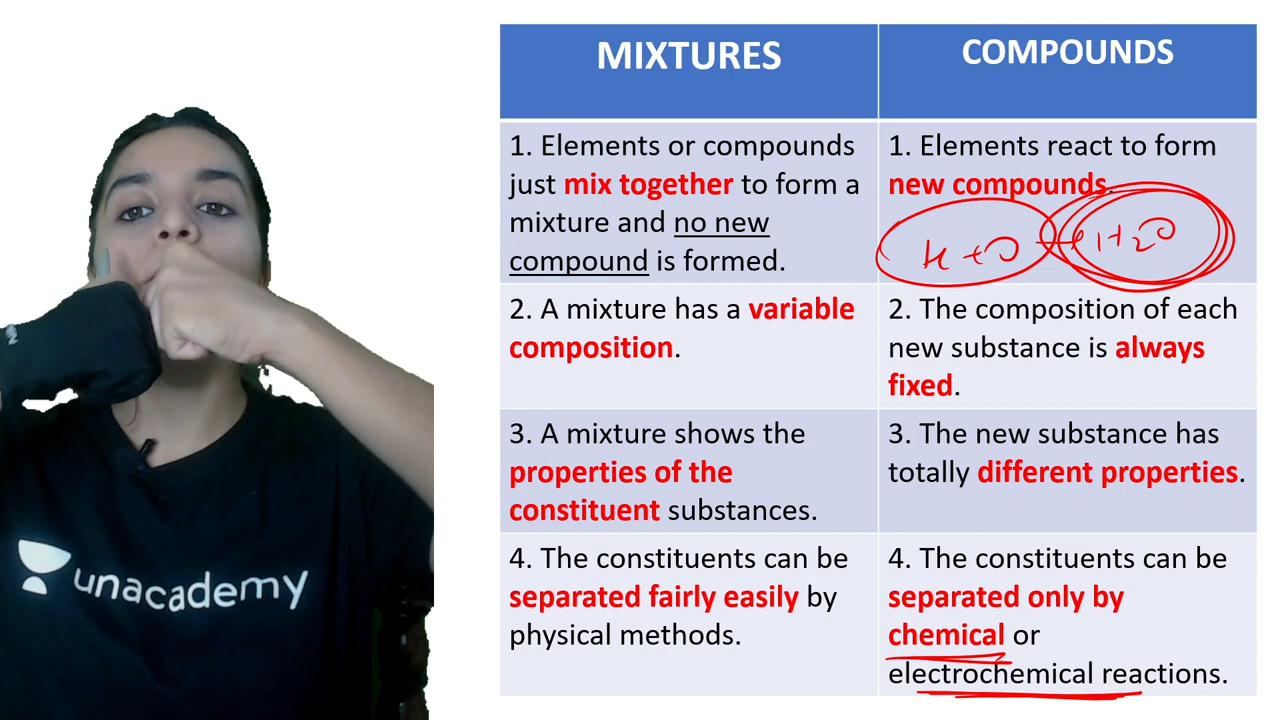 MIXTURES
COMPOUNDS
1. Elements or compounds
just mix together to form a
mixture and no new
compound is formed.
1. Elements react to form
new compounds.
H + O → H2O
2. A mixture has a variable
composition.
2. The composition of each
new substance is always
fixed.
3. A mixture shows the
properties of the
constituent substances.
3. The new substance has
totally different properties.
4. The constituents can be
separated fairly easily by
physical methods.
4. The constituents can be
separated only by
chemical or
electrochemical reactions.
unacademy